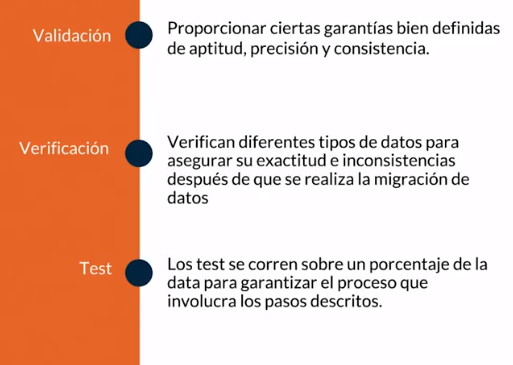 Validación
Proporcionar ciertas garantías bien definidas
de aptitud, precisión y consistencia.
Verificación
Verifican diferentes tipos de datos para
asegurar su exactitud e inconsistencias
después de que se realiza la migración de
datos
Test
Los test se corren sobre un porcentaje de la
data para garantizar el proceso que
involucra los pasos descritos.